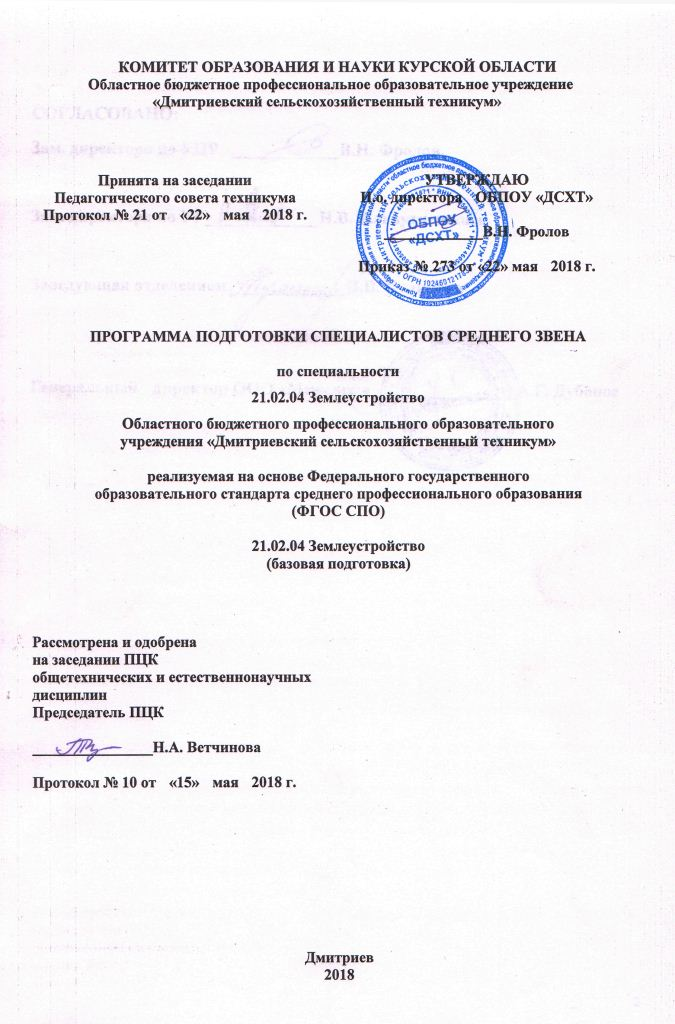 КОМИТЕТ ОБРАЗОВАНИЯ И НАУКИ КУРСКОЙ ОБЛАСТИ
Областное бюджетное профессиональное образовательное учреждение
«Дмитриевский сельскохозяйственный техникум»
Принята на заседании
Педагогического совета техникума
Протокол № 21 от «22» мая 2018 г.
УТВЕРЖДАЮ
И.о. директора ОБПОУ «ДСХТ»
В.Н. Фролов
Приказ № 273 от «22» мая 2018 г.
ОБПОУ
«ДСХТ»
ПРОГРАММА ПОДГОТОВКИ СПЕЦИАЛИСТОВ СРЕДНЕГО ЗВЕНА
по специальности
21.02.04 Землеустройство
Областного бюджетного профессионального образовательного
учреждения «Дмитриевский сельскохозяйственный техникум»
реализуемая на основе Федерального государственного
образовательного стандарта среднего профессионального образования
(ФГОС СПО)
21.02.04 Землеустройство
(базовая подготовка)
Рассмотрена и одобрена
на заседании ПЦК
общетехнических и естественнонаучных
дисциплин
Председатель ПЦК
Н.А. Ветчинова
Протокол № 10 от «15» мая 2018 г.
Дмитриев
2018